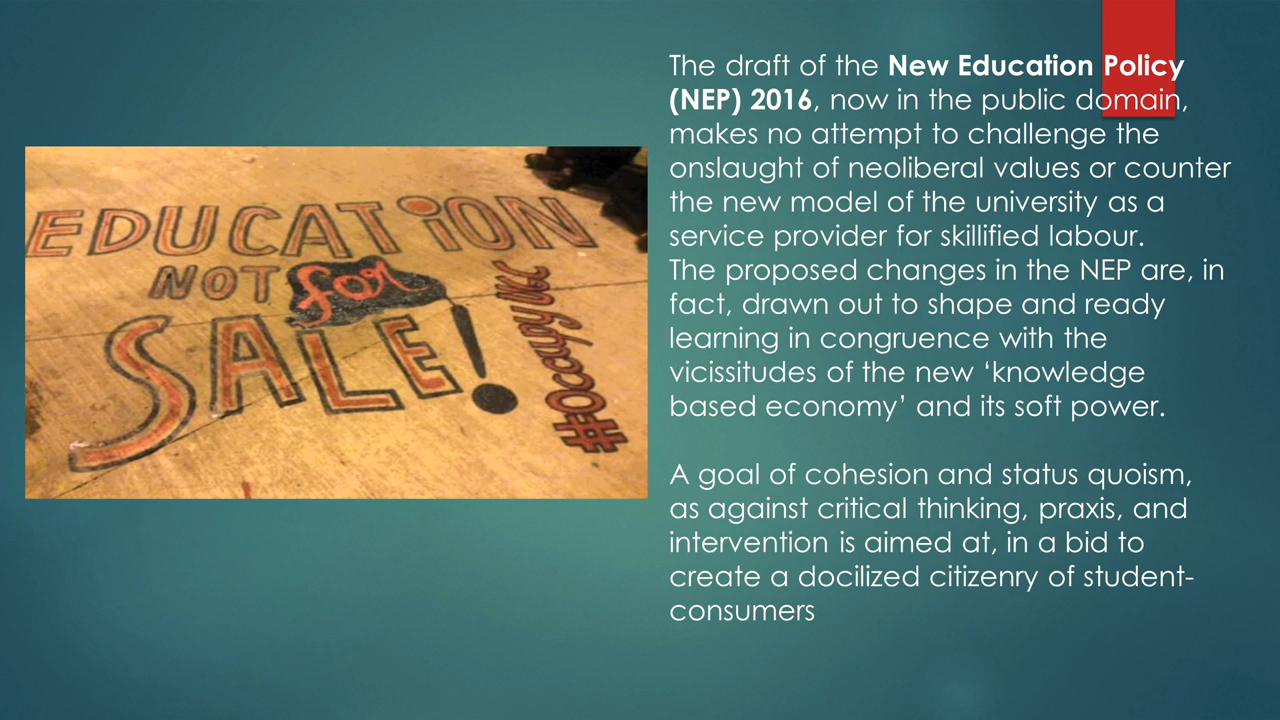 EDUCATION
NOT for
SALE!
#OccupyUGC
The draft of the New Education Policy
(NEP) 2016, now in the public domain,
makes no attempt to challenge the
onslaught of neoliberal values or counter
the new model of the university as a
service provider for skillified labour.
The proposed changes in the NEP are, in
fact, drawn out to shape and ready
learning in congruence with the
vicissitudes of the new ‘knowledge
based economy’ and its soft power.
A goal of cohesion and status quoism,
as against critical thinking, praxis, and
intervention is aimed at, in a bid to
create a docilized citizenry of student-
consumers